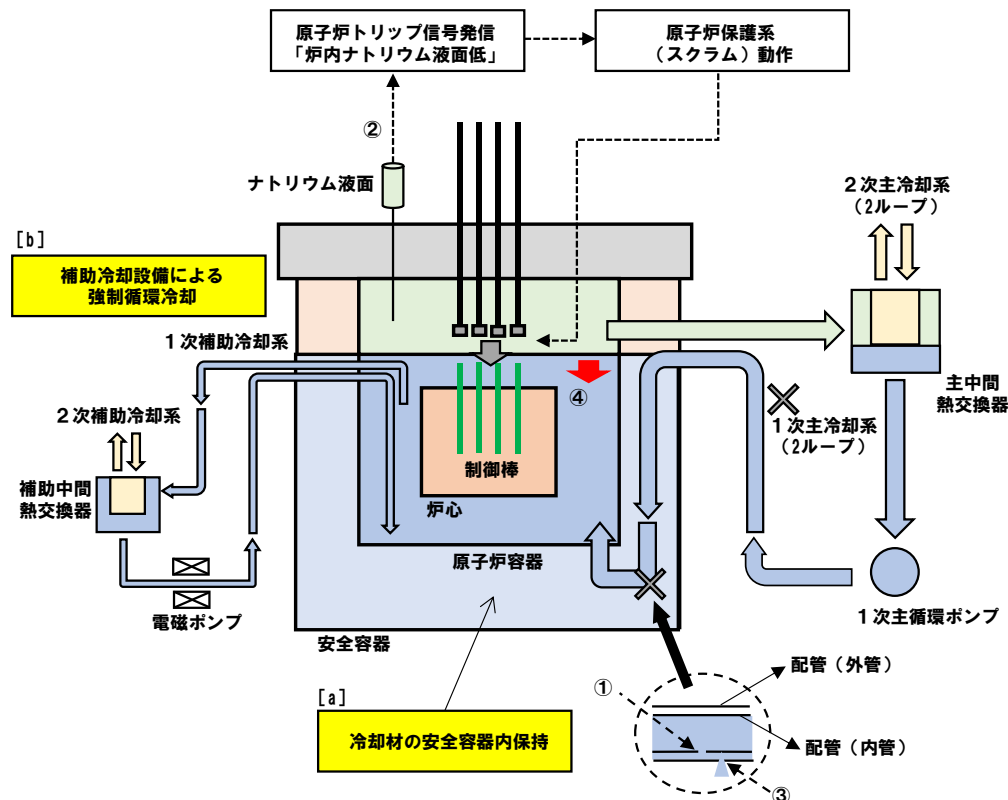 原子炉トリップ信号発信
「炉内ナトリウム液面低」
原子炉保護系
（スクラム）動作
②
ナトリウム液面
２次主冷却系
（2ループ）
[b]
補助冷却設備による
強制循環冷却
１次補助冷却系
④
主中間
熱交換器
１次主冷却系
（2ループ）
２次補助冷却系
制御棒
補助中間
熱交換器
炉心
原子炉容器
電磁ポンプ
１次主循環ポンプ
安全容器
配管（外管）
①
[a]
冷却材の安全容器内保持
配管（内管）
③